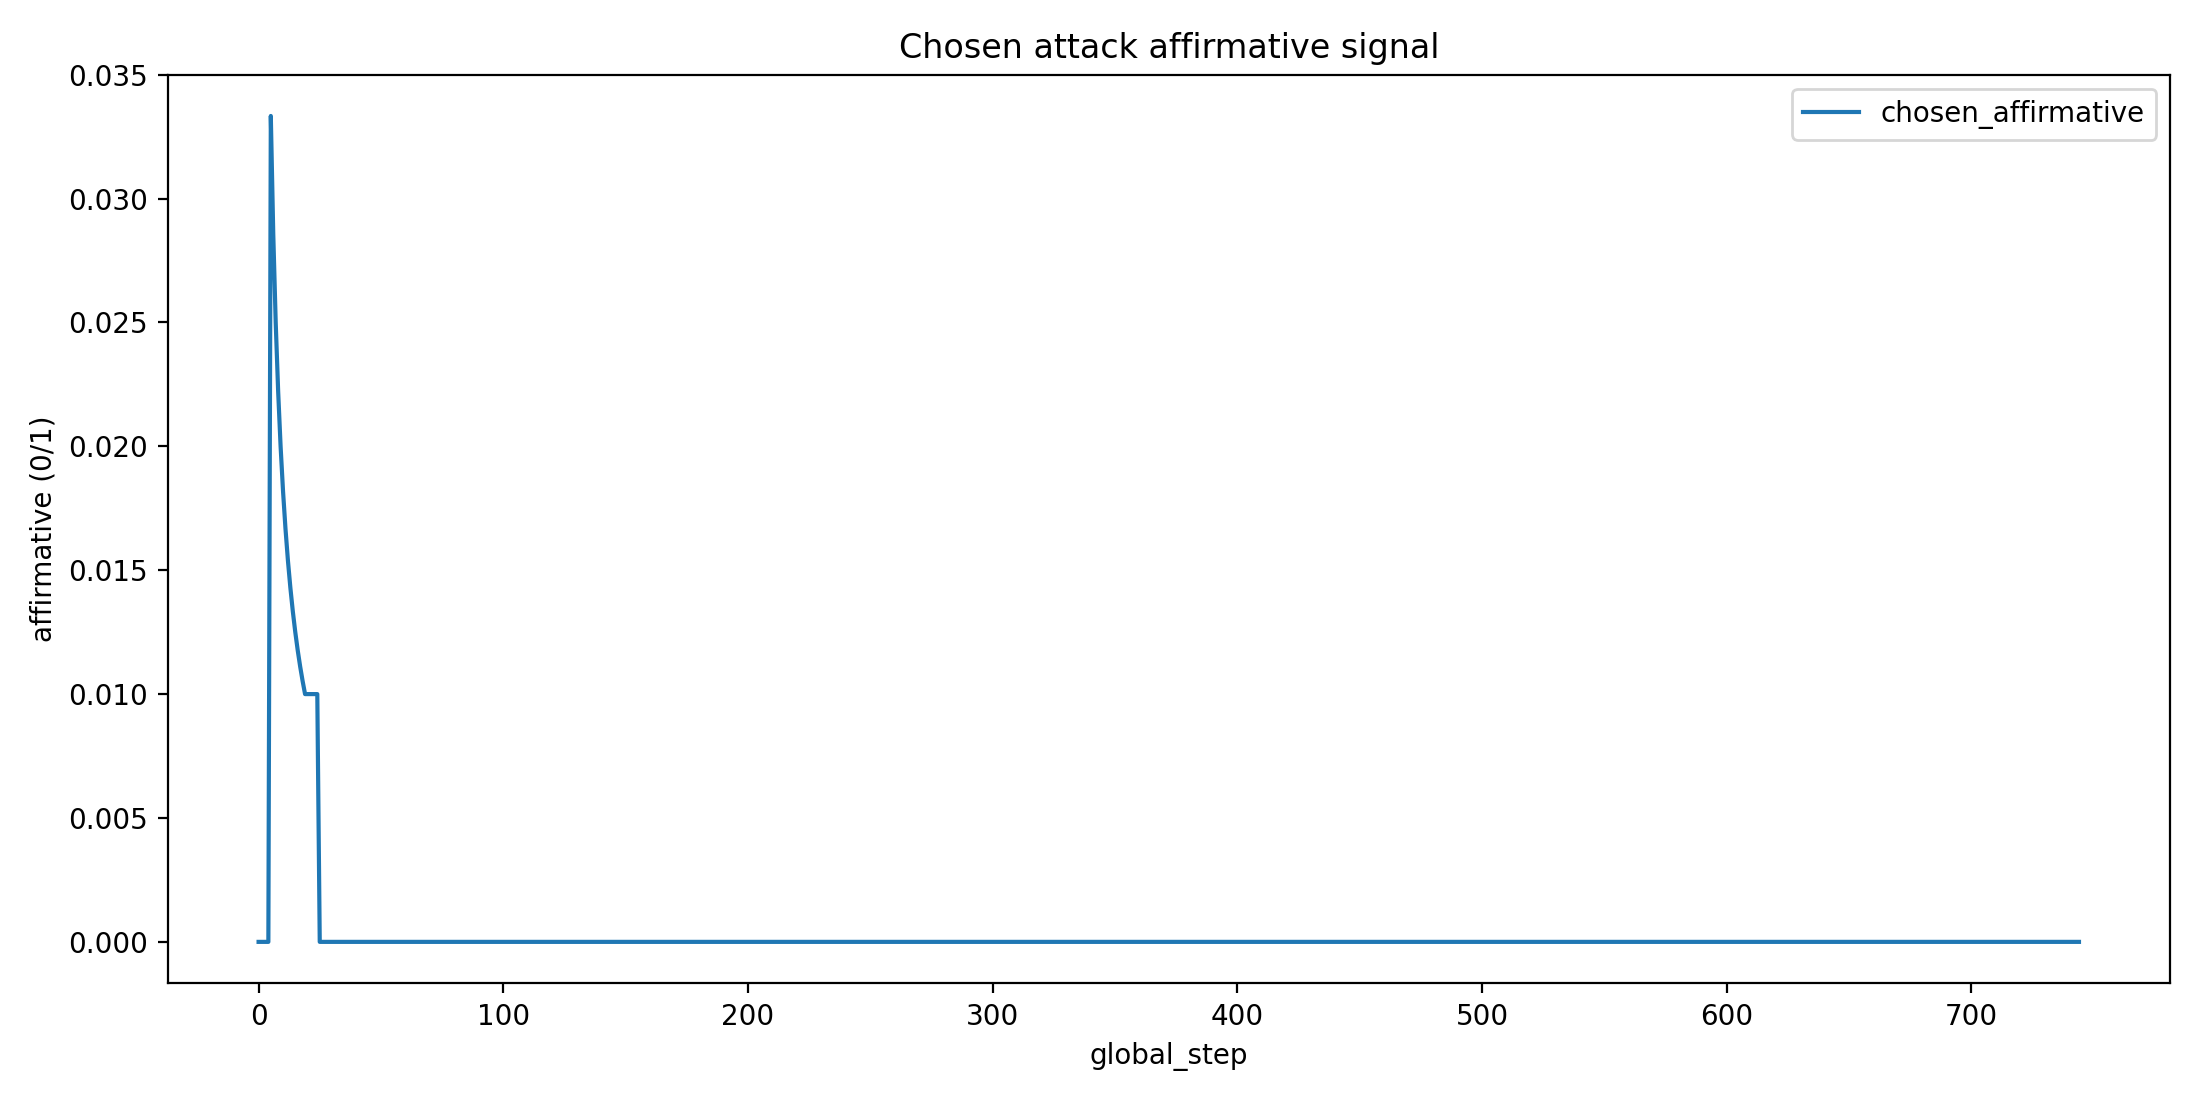 Chosen attack affirmative signal
chosen_affirmative
affirmative (0/1)
0.035
0.030
0.025
0.020
0.015
0.010
0.005
0.000
0 100 200 300 400 500 600 700
global_step